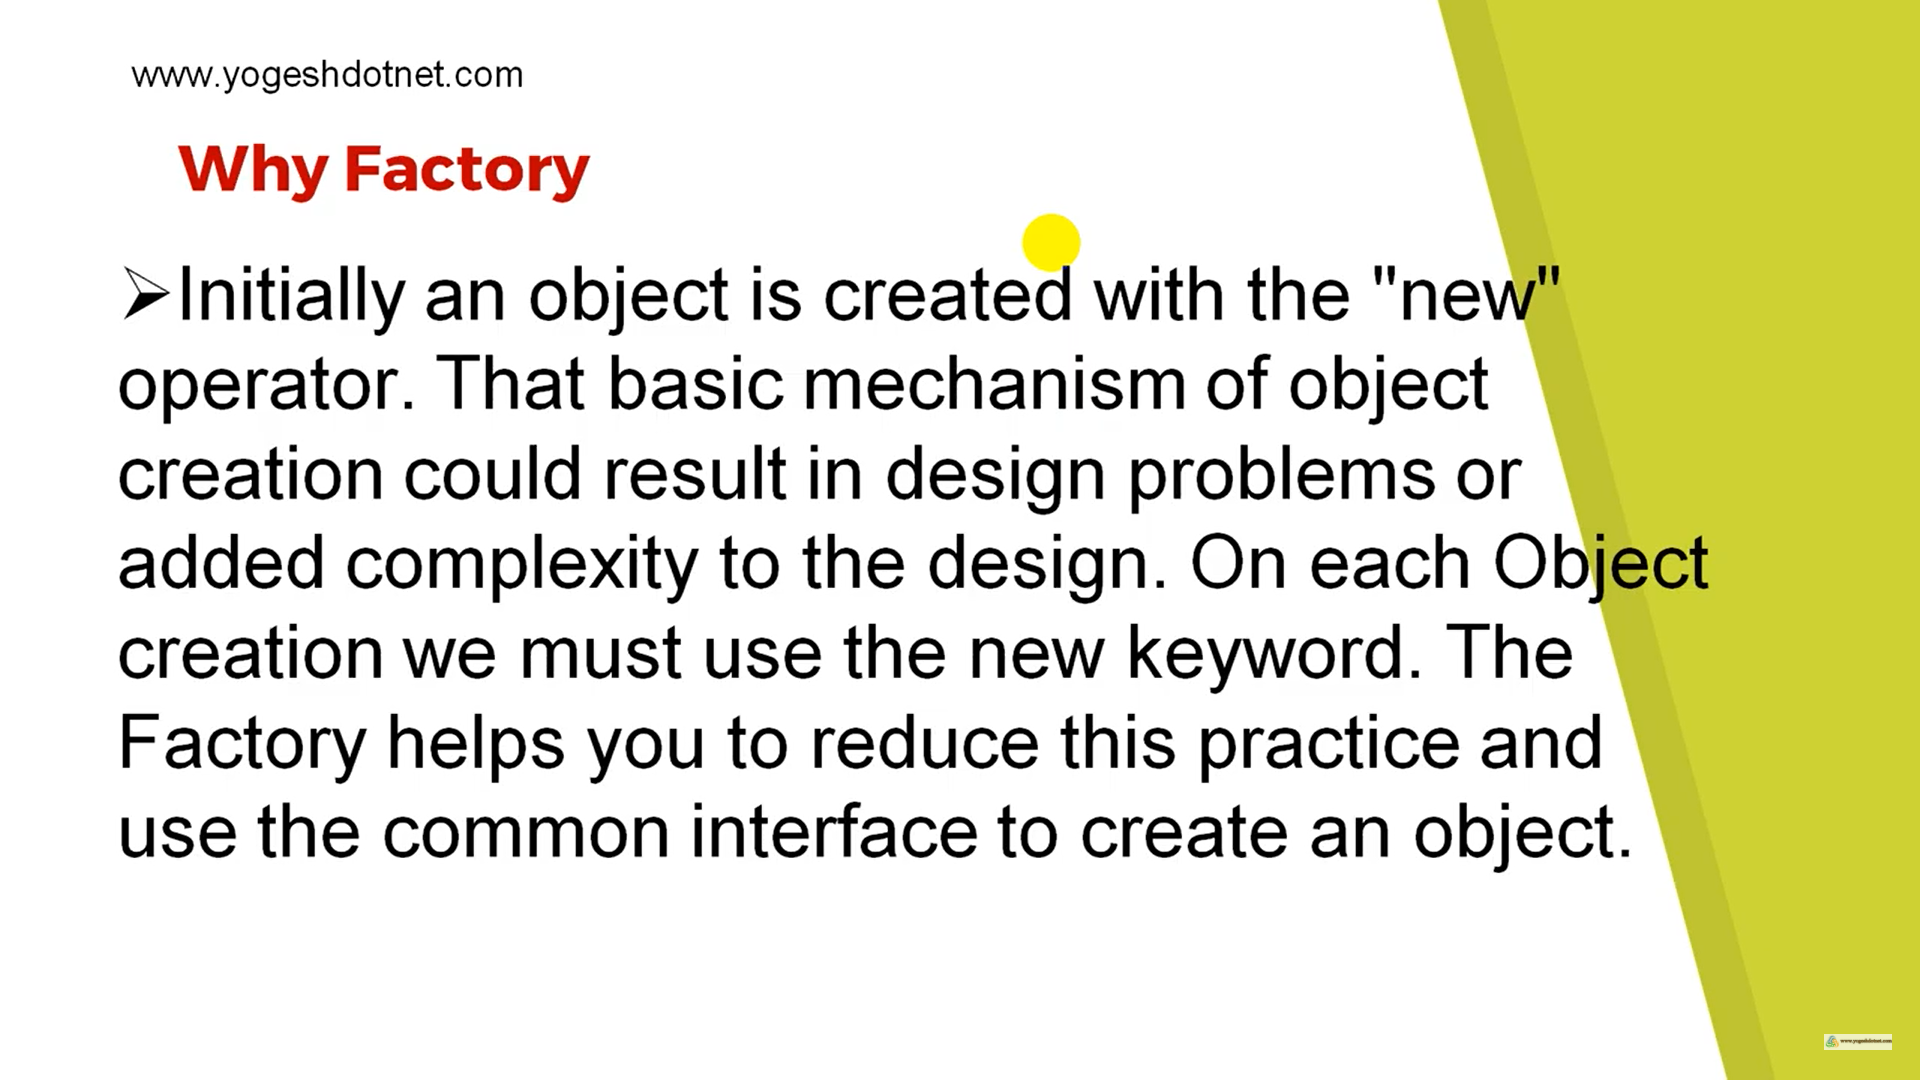 www.yogeshdotnet.com
Why Factory
➢Initially an object is created with the "new"
operator. That basic mechanism of object
creation could result in design problems or
added complexity to the design. On each Object
creation we must use the new keyword. The
Factory helps you to reduce this practice and
use the common interface to create an object.
www.yogeshdotnet.com